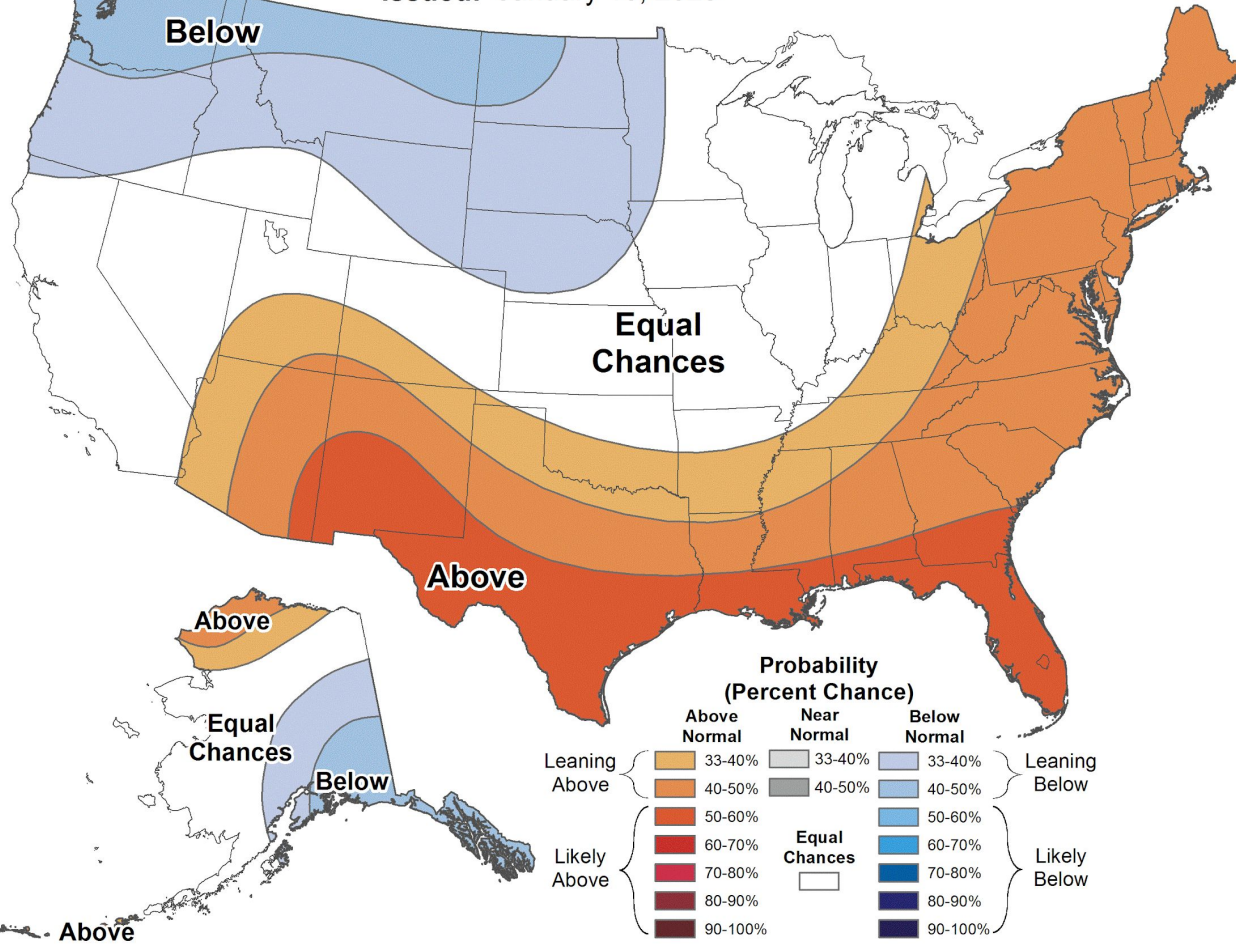 Below
Equal
Chances
Above
Above
Equal
Chances
Below
Above
Probability
(Percent Chance)
Above
Normal
Near
Normal
Below
Normal
Leaning
Above
33-40%
33-40%
33-40%
Leaning
Below
40-50%
40-50%
40-50%
50-60%
50-60%
60-70%
Equal
Chances
60-70%
Likely
Above
70-80%
70-80%
Likely
Below
80-90%
80-90%
90-100%
90-100%